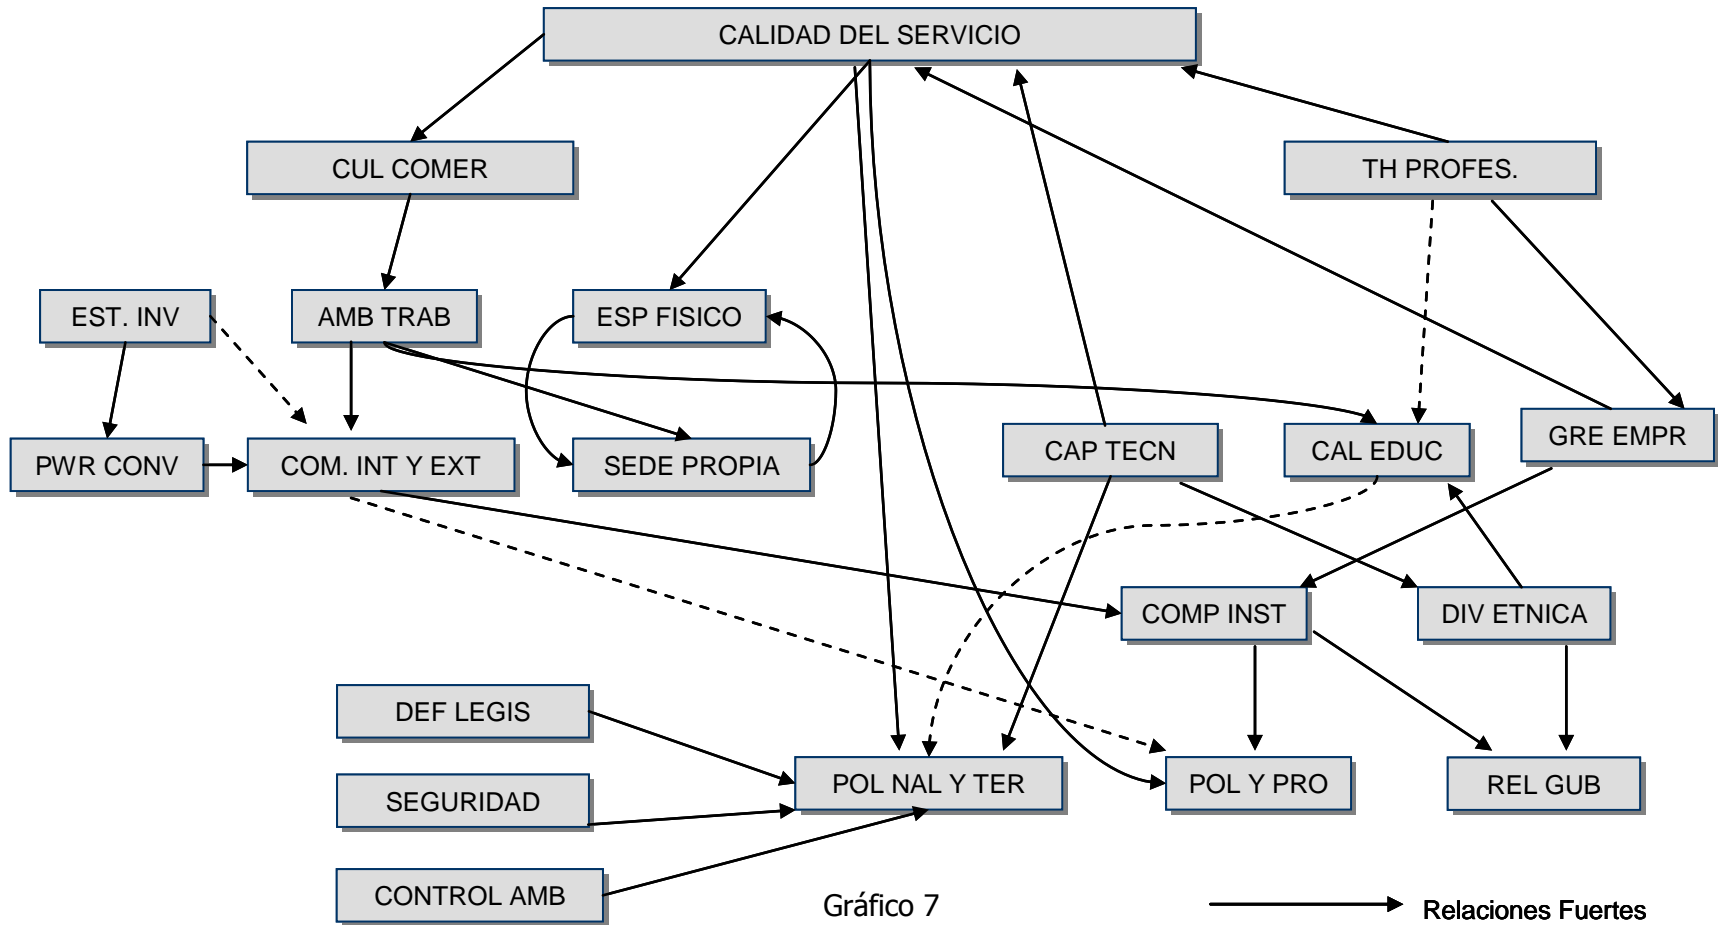 CALIDAD DEL SERVICIO
CUL COMER
TH PROFES.
EST. INV
AMB TRAB
ESP FISICO
PWR CONV
COM. INT Y EXT
SEDE PROPIA
CAP TECN
CAL EDUC
GRE EMPR
COMP INST
DIV ETNICA
DEF LEGIS
SEGURIDAD
POL NAL Y TER
POL Y PRO
REL GUB
CONTROL AMB
Gráfico 7
Relaciones Fuertes